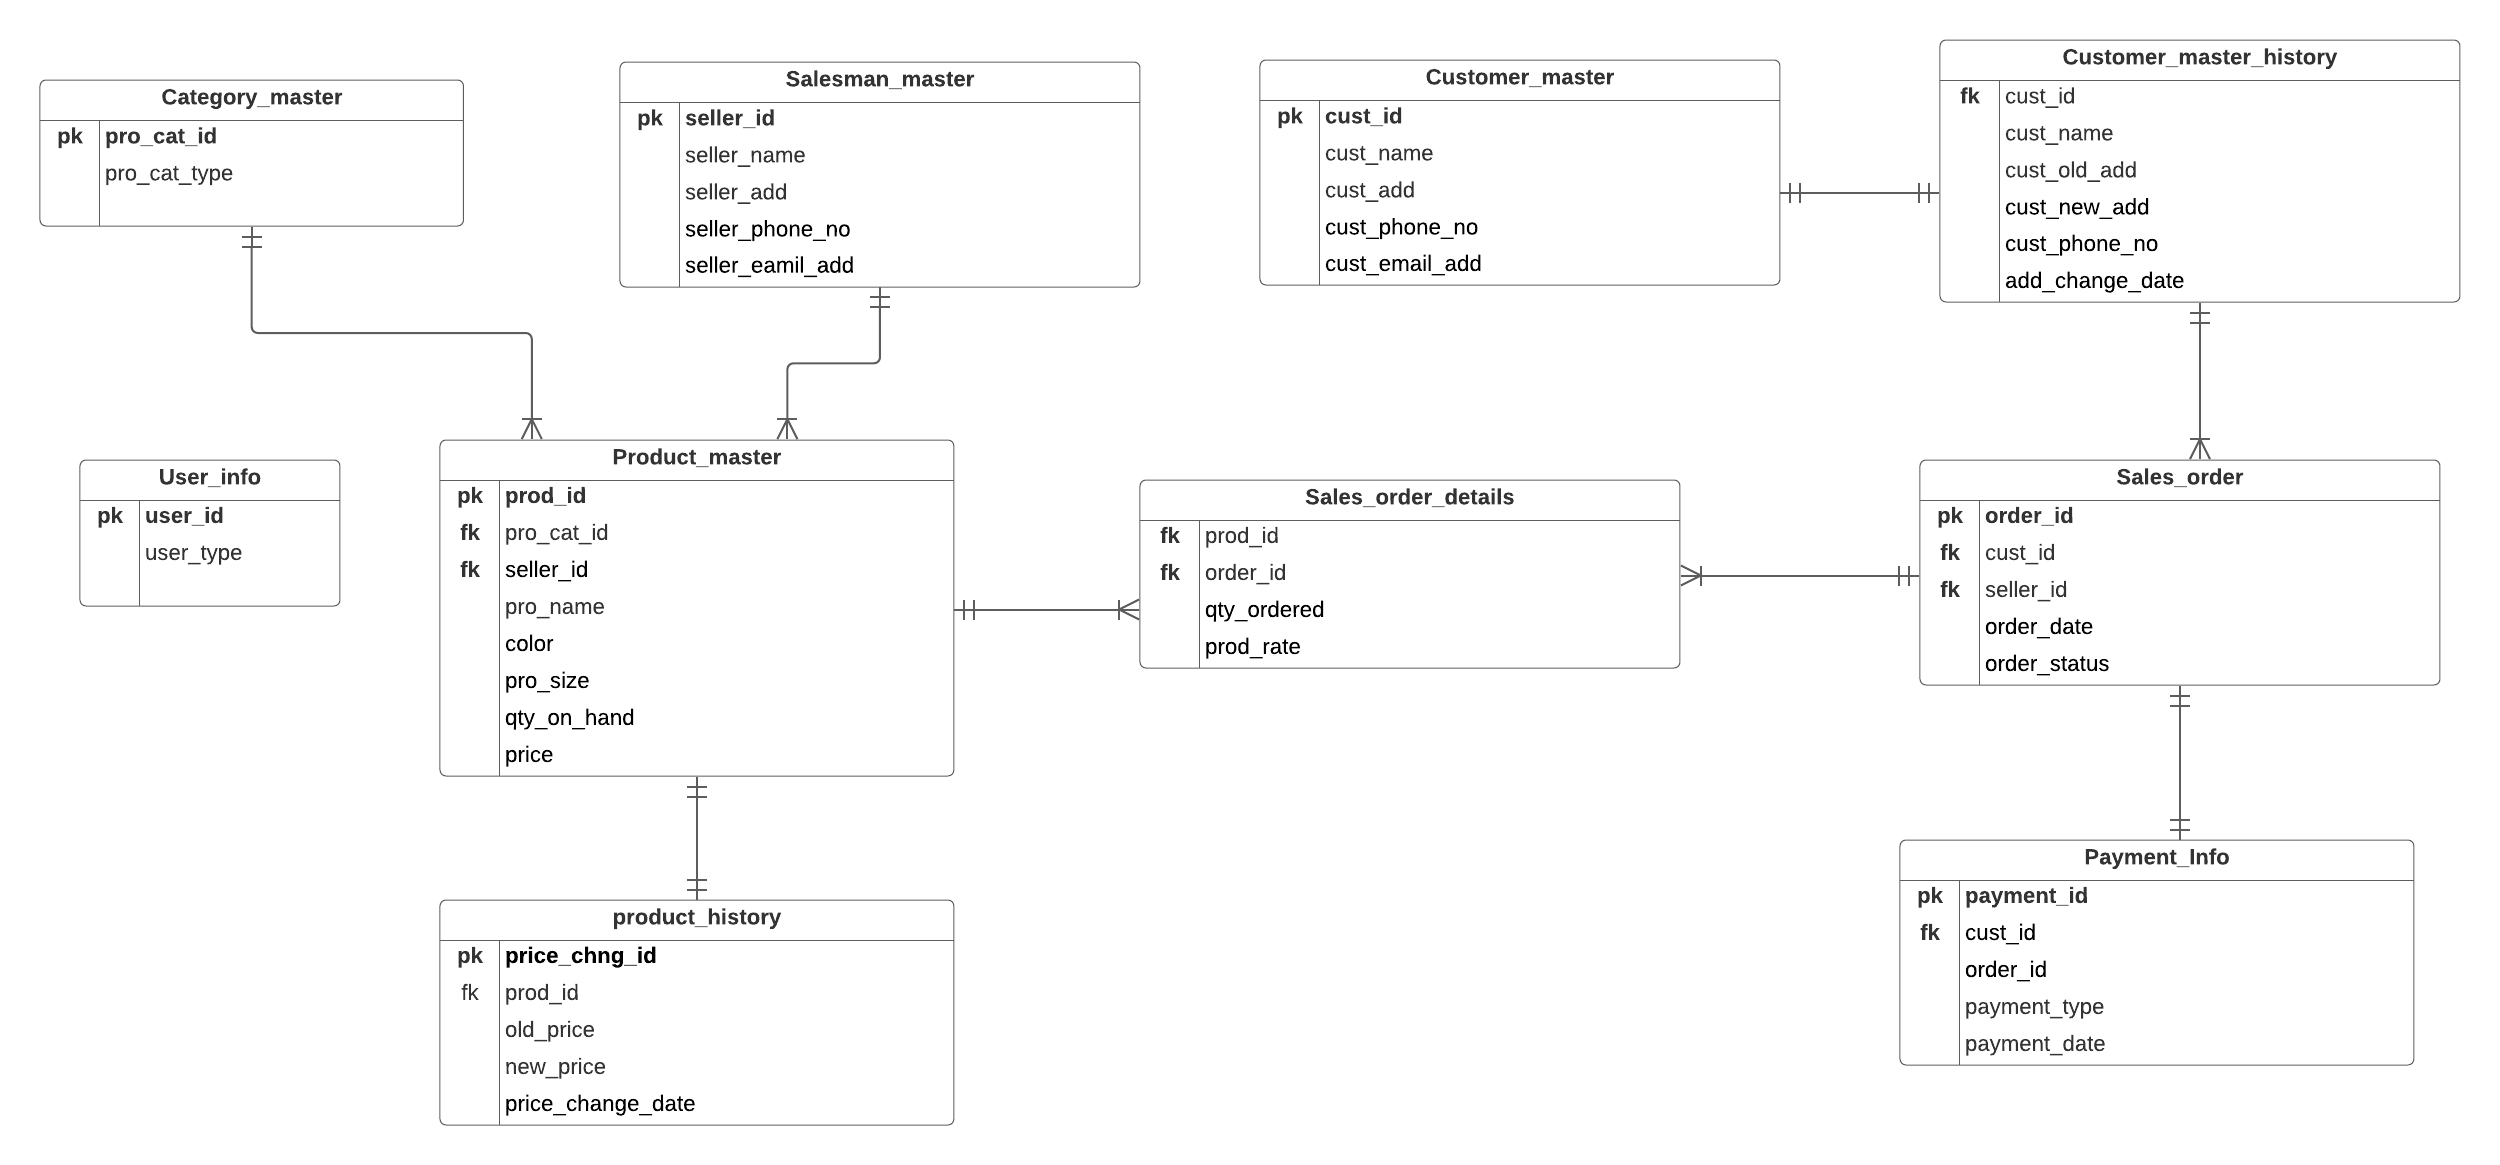 Category_master
pk pro_cat_id
pro_cat_type
Salesman_master
pk seller_id
seller_name
seller_add
seller_phone_no
seller_eamil_add
Customer_master
pk cust_id
cust_name
cust_add
cust_phone_no
cust_email_add
Customer_master_history
fk cust_id
cust_name
cust_old_add
cust_new_add
cust_phone_no
add_change_date
User_info
pk user_id
user_type
Product_master
pk prod_id
fk pro_cat_id
fk seller_id
pro_name
color
pro_size
qty_on_hand
price
Sales_order_details
fk prod_id
fk order_id
qty_ordered
prod_rate
Sales_order
pk order_id
fk cust_id
fk seller_id
order_date
order_status
product_history
pk price_chng_id
fk prod_id
old_price
new_price
price_change_date
Payment_Info
pk payment_id
fk cust_id
order_id
payment_type
payment_date